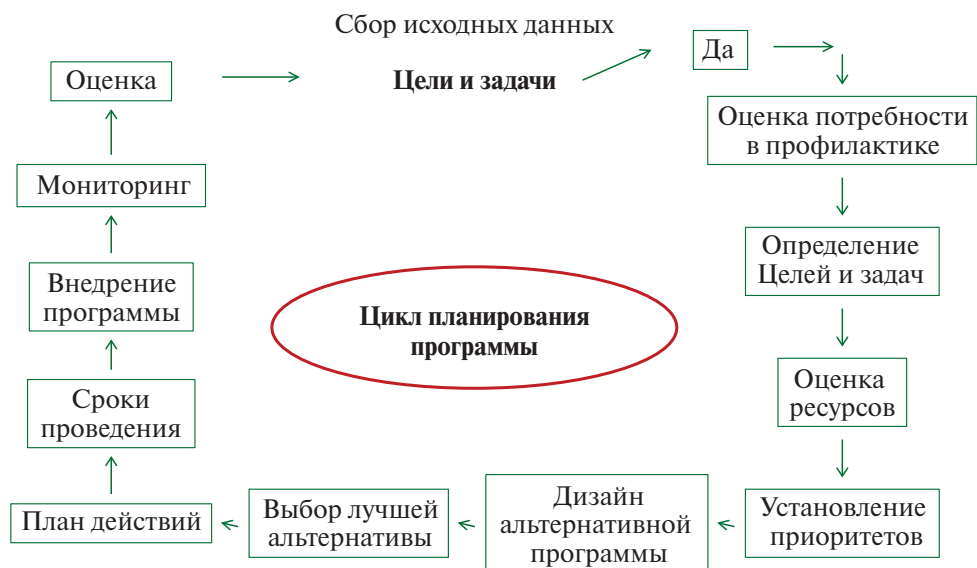 Сбор исходных данных
Цели и задачи
Да
Оценка потребности
в профилактике
Определение
Целей и задач
Оценка
ресурсов
Установление
приоритетов
Дизайн
альтернативной
программы
Выбор лучшей
альтернативы
План действий
Сроки
проведения
Внедрение
программы
Мониторинг
Оценка
Цикл планирования
программы